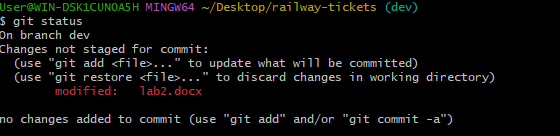 User@WIN-DSK1CUNOA5H MINGW64 ~/Desktop/railway-tickets (dev)
$ git status
On branch dev
Changes not staged for commit:
  (use "git add <file>..." to update what will be committed)
  (use "git restore <file>..." to discard changes in working directory)
        modified:   lab2.docx

no changes added to commit (use "git add" and/or "git commit -a")